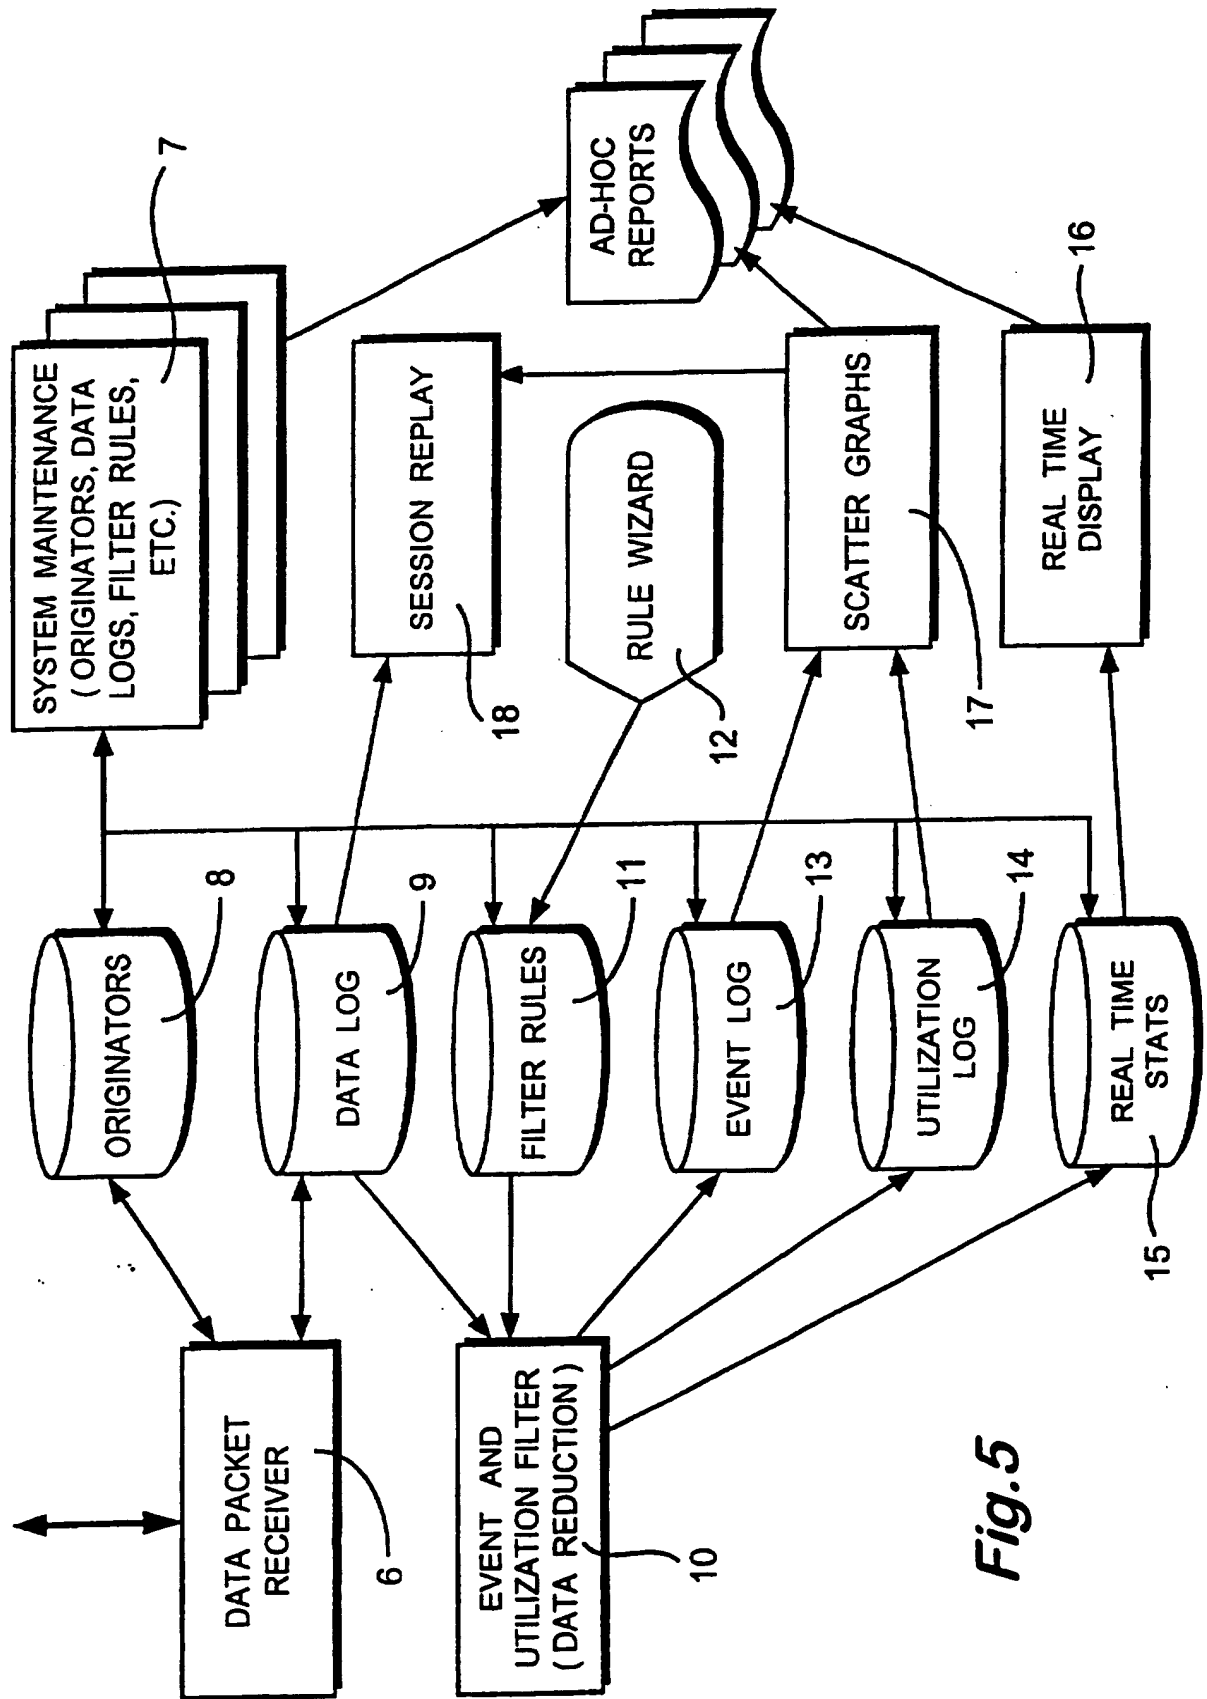 DATA PACKET
RECEIVER
6
EVENT AND
UTILIZATION FILTER
( DATA REDUCTION )
10
ORIGINATORS
8
DATA LOG
9
FILTER RULES
11
EVENT LOG
13
UTILIZATION
LOG
14
REAL TIME
STATS
15
SYSTEM MAINTENANCE
( ORIGINATORS, DATA
LOGS, FILTER RULES,
ETC.)
7
SESSION REPLAY
18
RULE WIZARD
12
SCATTER GRAPHS
17
REAL TIME
DISPLAY
16
AD-HOC
REPORTS
Fig.5